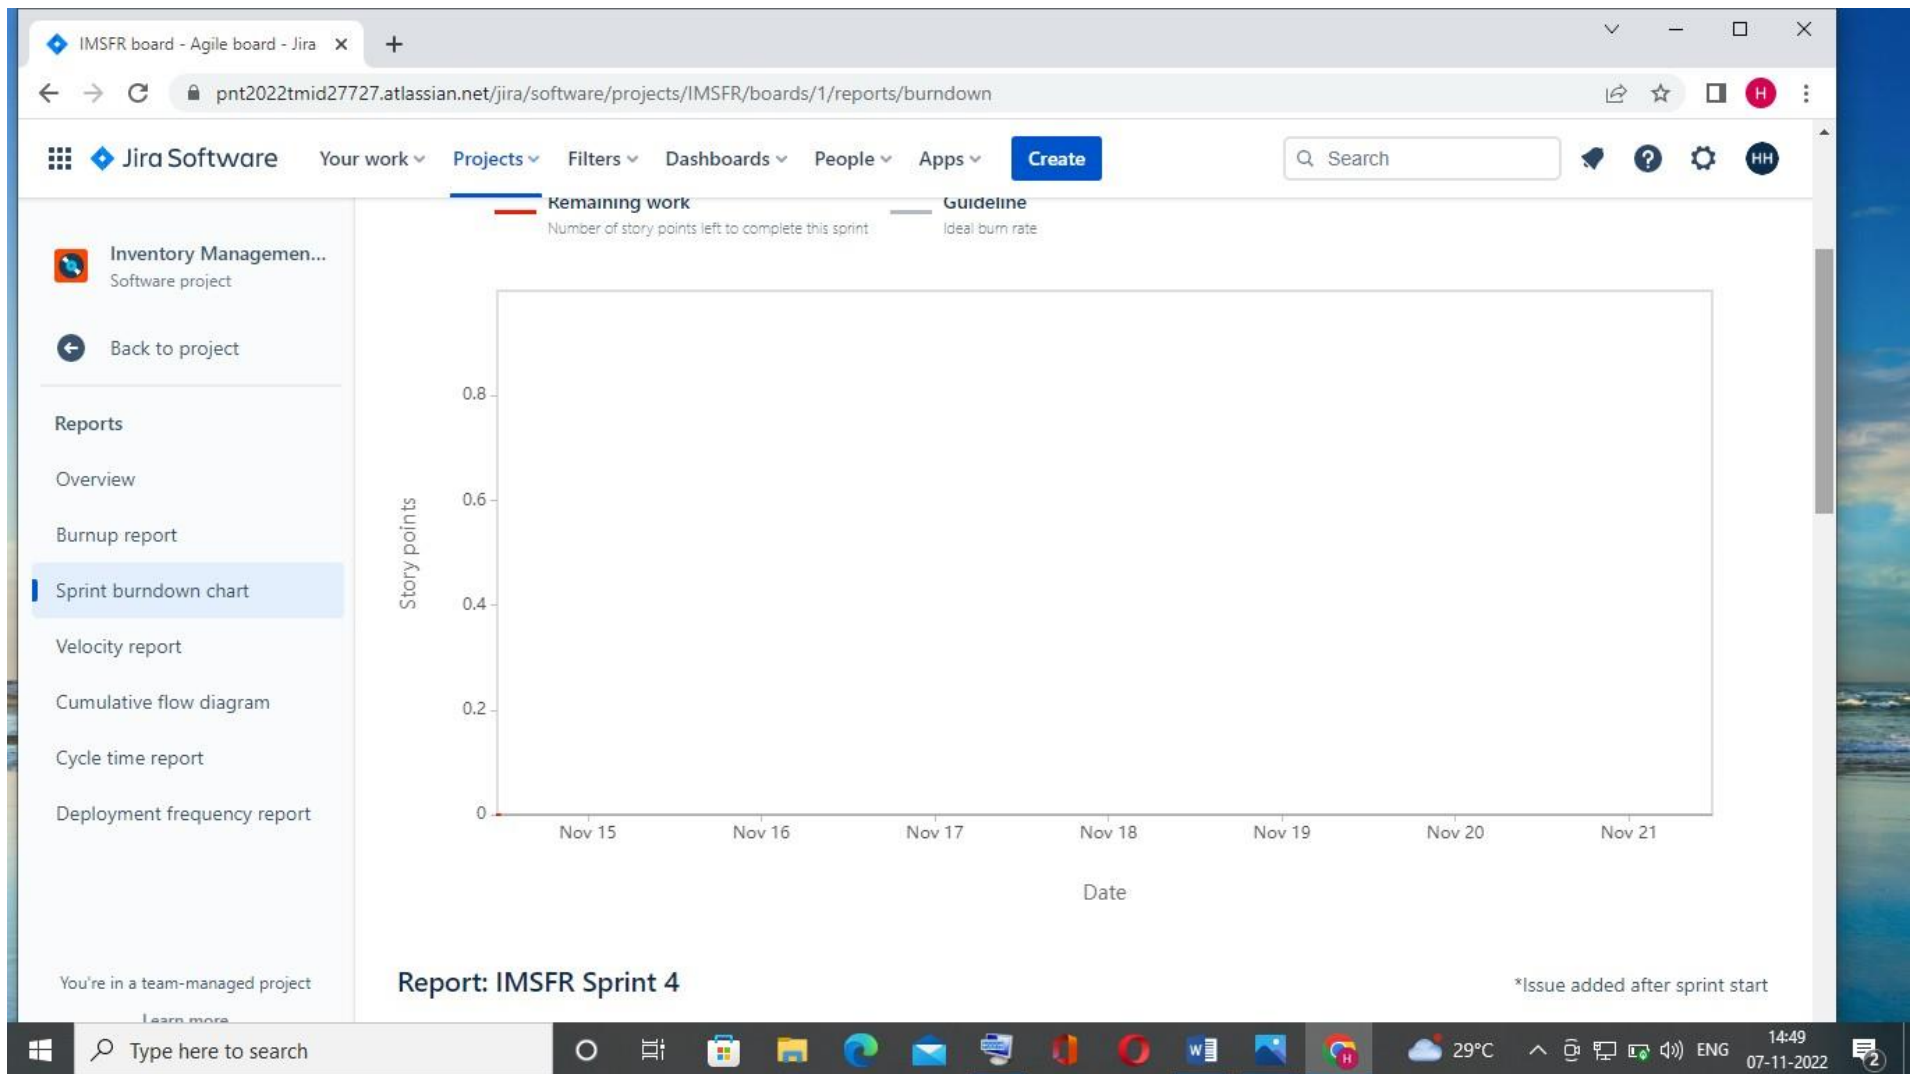 IMSFR board - Agile board - Jira
pnt2022tmid27727.atlassian.net/jira/software/projects/IMSFR/boards/1/reports/burndown
H
Jira Software Your work Projects Filters Dashboards People Apps Create Search HH
Remaining work
Number of story points left to complete this sprint
Guideline
Ideal burn rate
Inventory Managemen...
Software project
Back to project
Reports
Overview
Burnup report
Sprint burndown chart
Velocity report
Cumulative flow diagram
Cycle time report
Deployment frequency report
You're in a team-managed project
Learn more
Story points
0.8
0.6
0.4
0.2
0
Nov 15 Nov 16 Nov 17 Nov 18 Nov 19 Nov 20 Nov 21
Date
Report: IMSFR Sprint 4
*Issue added after sprint start
Type here to search
29°C
ENG
14:49
07-11-2022
2